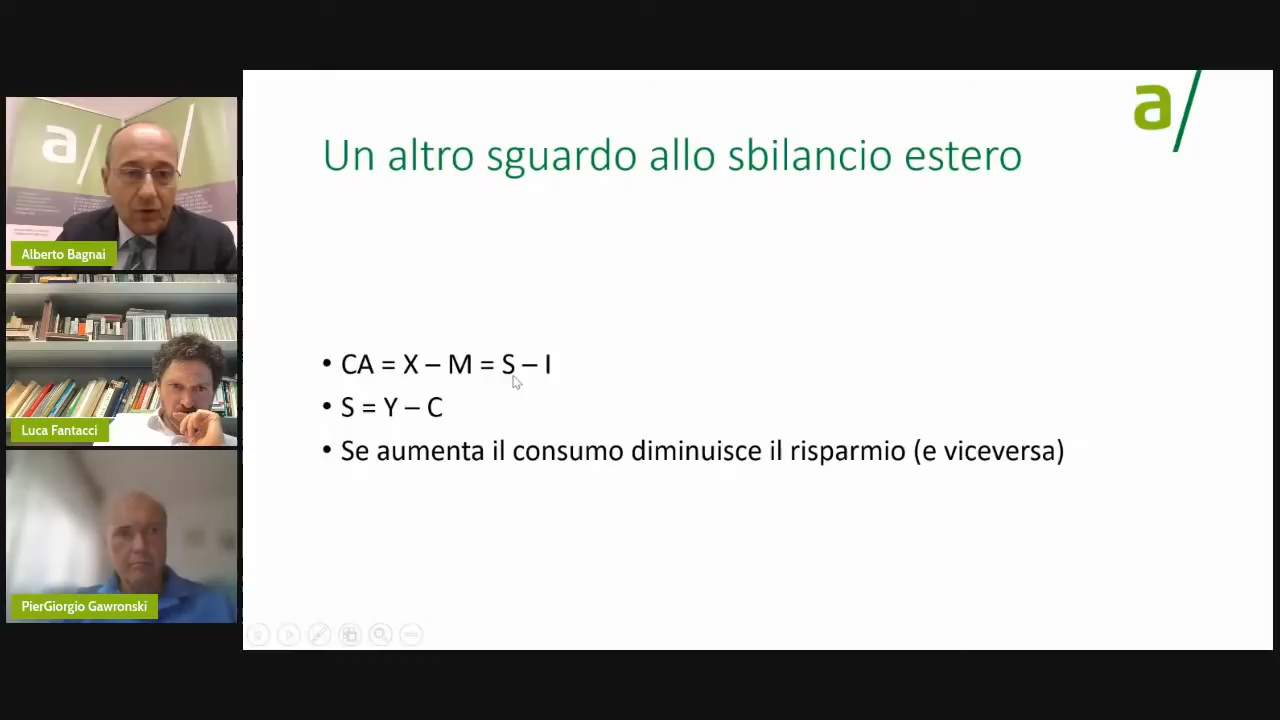 a/
Alberto Bagnai
Luca Fantacci
PierGiorgio Gawronski
a/
Un altro sguardo allo sbilancio estero
• CA = X – M = S – I
• S = Y – C
• Se aumenta il consumo diminuisce il risparmio (e viceversa)